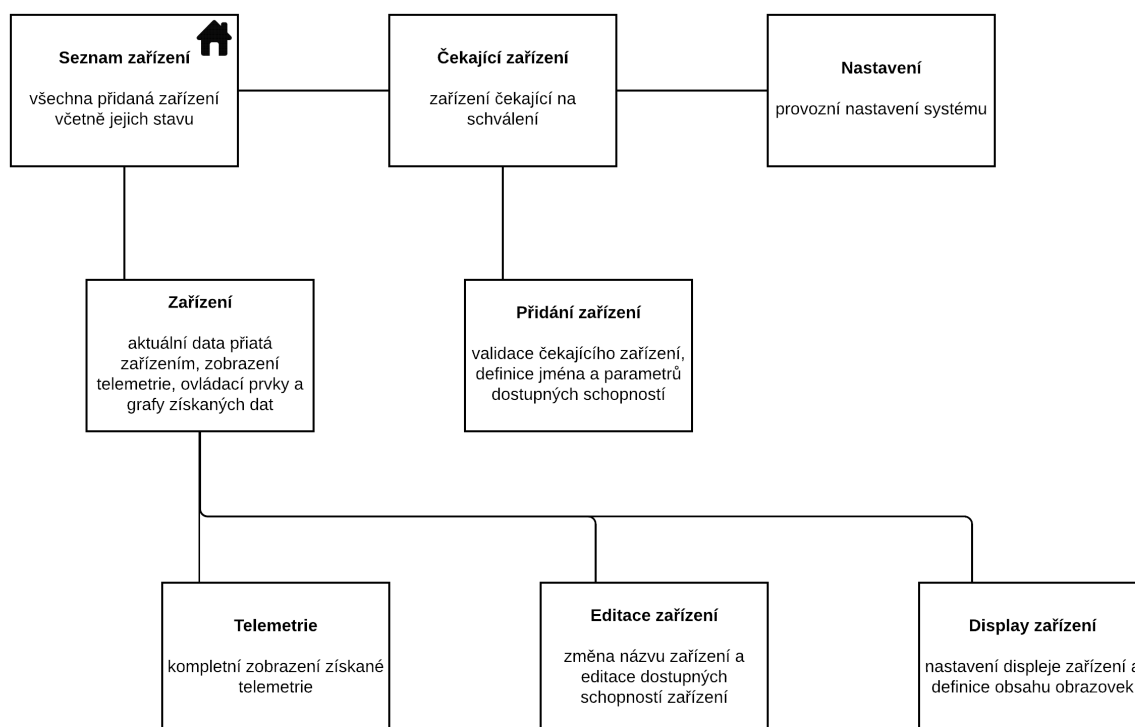 Seznam zařízení
všechna přidaná zařízení
včetně jejich stavu
Čekající zařízení
zařízení čekající na
schválení
Nastavení
provozní nastavení systému
Zařízení
aktuální data přiatá
zařízením, zobrazení
telemetrie, ovládací prvky a
grafy získaných dat
Přidání zařízení
validace čekajícího zařízení,
definice jména a parametrů
dostupných schopností
Telemetrie
kompletní zobrazení získané
telemetrie
Editace zařízení
změna názvu zařízení a
editace dostupných
schopností zařízení
Display zařízení
nastavení displeje zařízení a
definice obsahu obrazovek